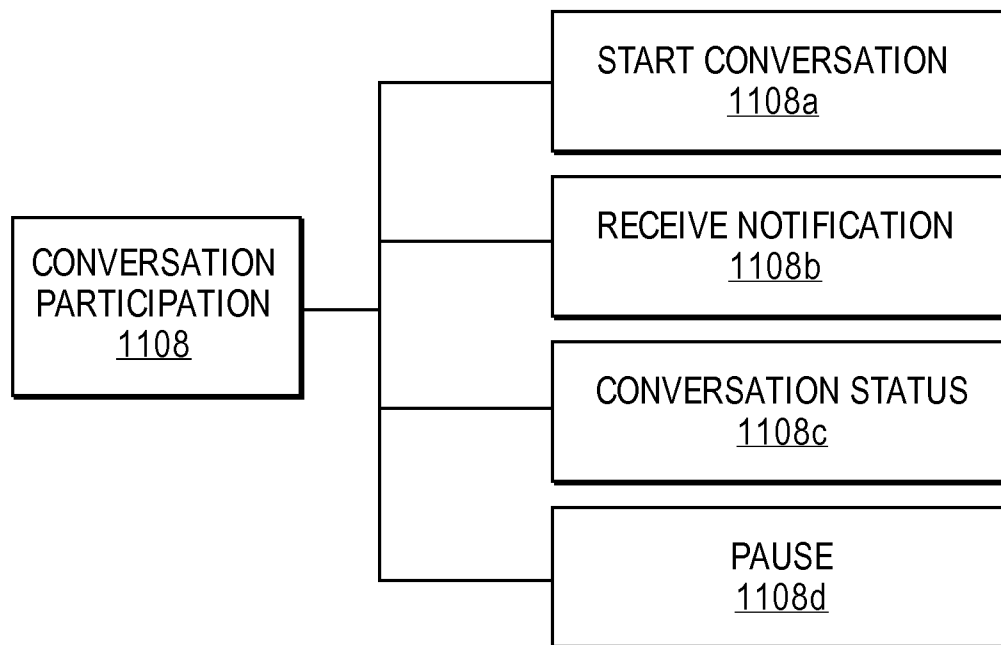 START CONVERSATION
1108a
RECEIVE NOTIFICATION
1108b
CONVERSATION
PARTICIPATION
1108
CONVERSATION STATUS
1108c
PAUSE
1108d